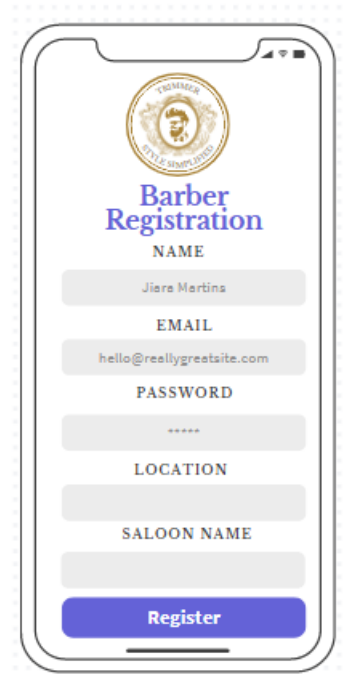 TRIMMER
STYLE SIMPLIFIED
Barber
Registration
NAME
Jiara Martins
EMAIL
hello@reallygreatsite.com
PASSWORD
*****
LOCATION
SALOON NAME
Register